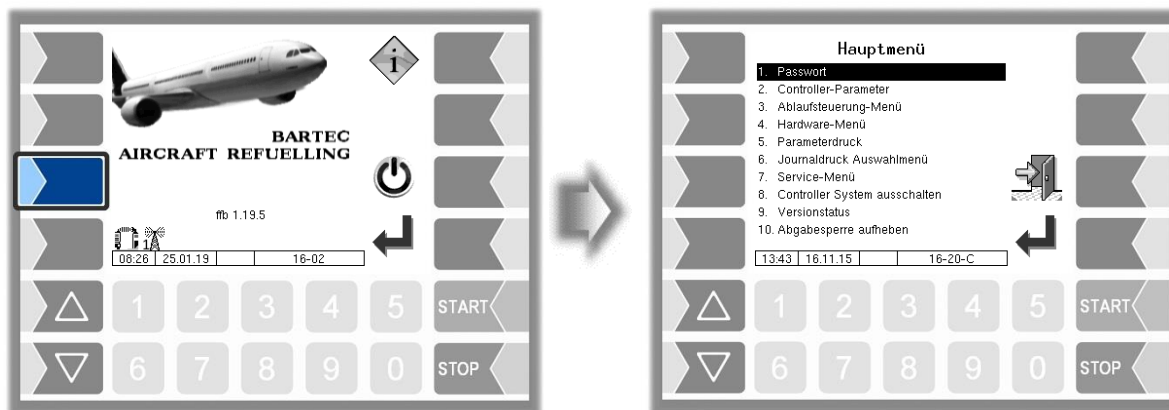 i
BARTEC
AIRCRAFT REFUELLING
ffb 1.19.5
1
08:26 25.01.19 16-02
1 2 3 4 5 START
6 7 8 9 0 STOP
Hauptmenü
1. Passwort
2. Controller-Parameter
3. Ablaufsteuerung-Menü
4. Hardware-Menü
5. Parameterdruck
6. Journaldruck Auswahlmenü
7. Service-Menü
8. Controller System ausschalten
9. Versionstatus
10. Abgabesperre aufheben
13:43 16.11.15 16-20-C
1 2 3 4 5 START
6 7 8 9 0 STOP